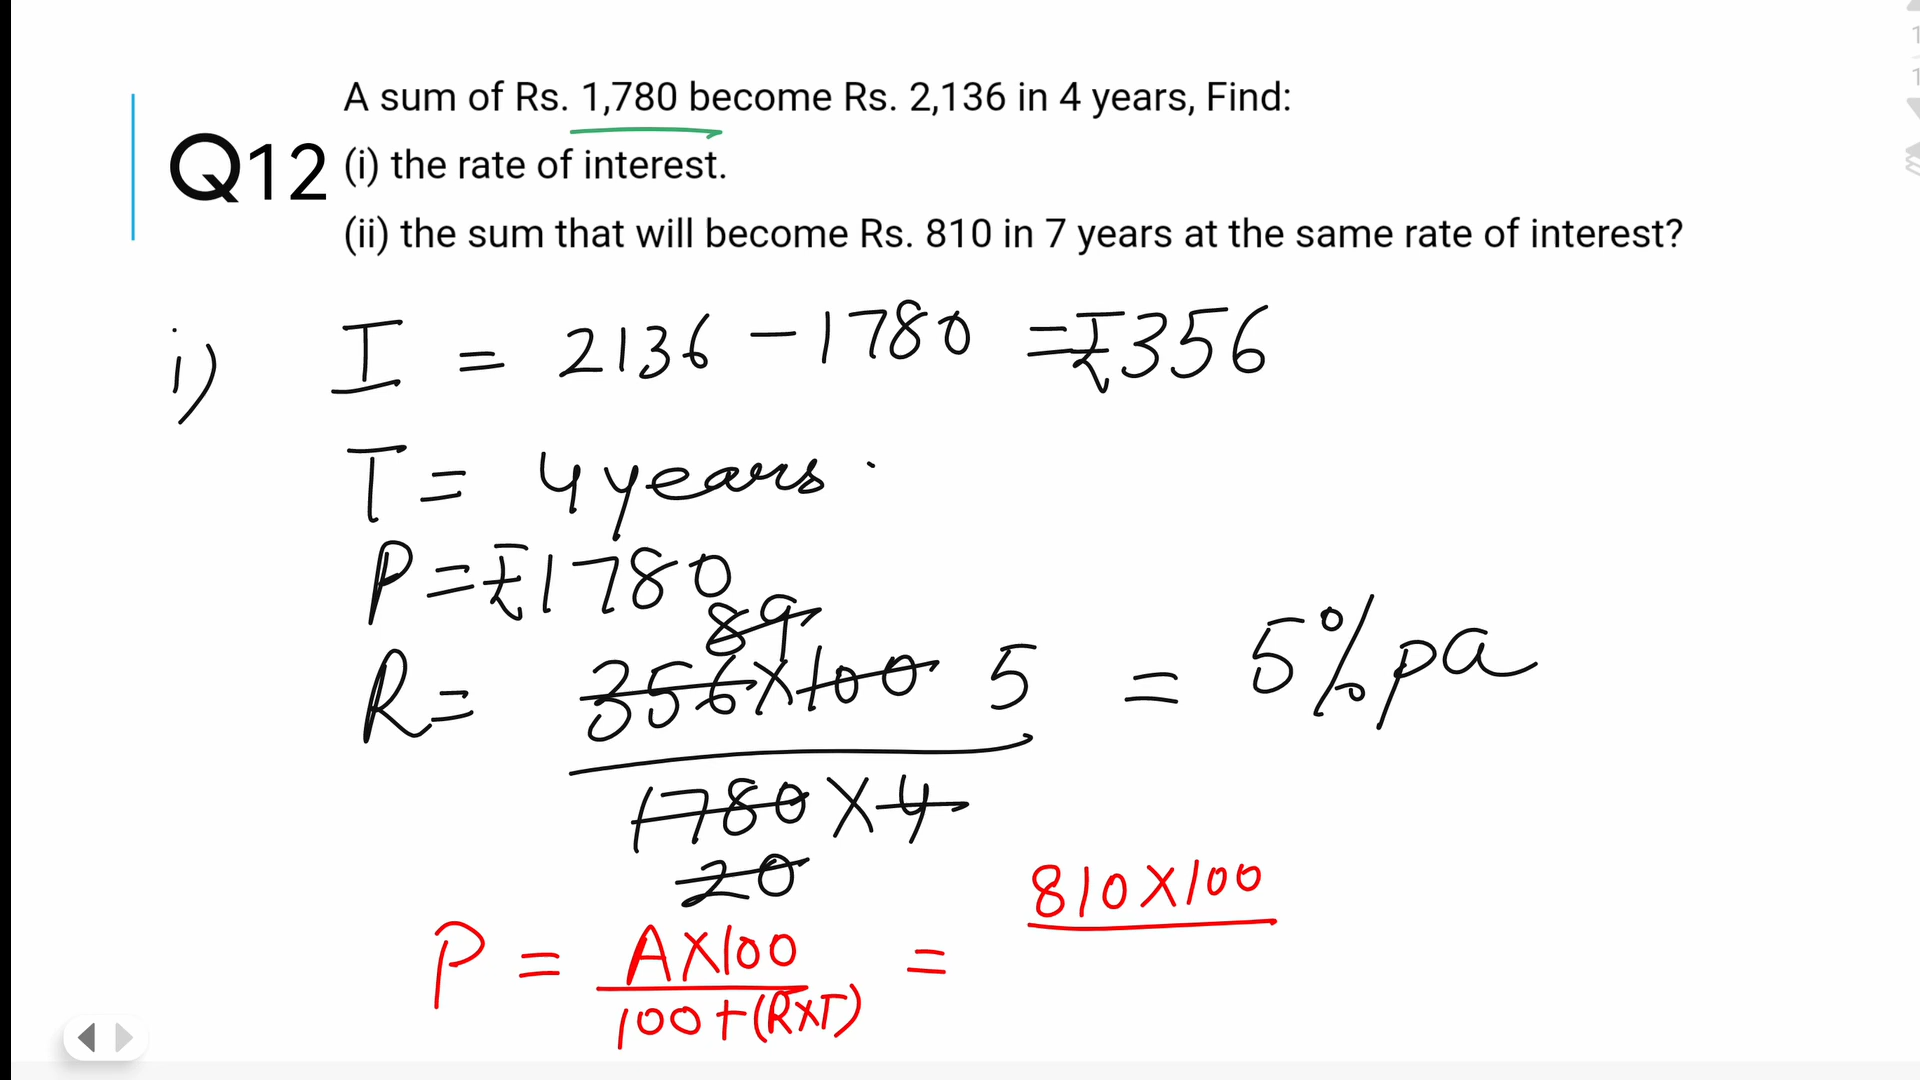 A sum of Rs. 1,780 become Rs. 2,136 in 4 years, Find:
Q12
(i) the rate of interest.
(ii) the sum that will become Rs. 810 in 7 years at the same rate of interest?
i) I = 2136 - 1780 = ₹356
T = 4 years.
P = ₹1780
89
R = 356 X 100 5 = 5% pa
1780 X 4
20
810 X 100
P = A X 100 =
100 + (R X T)